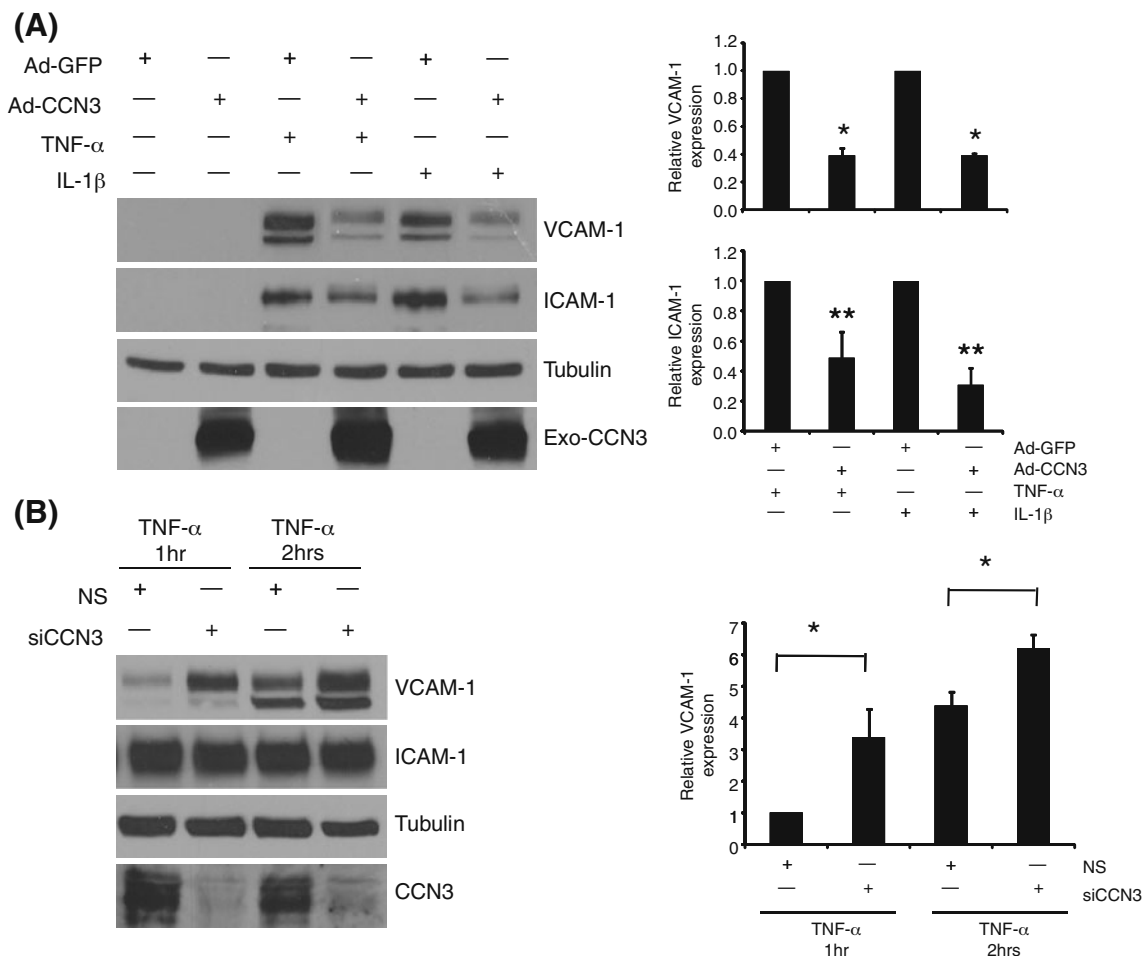 (A)
Ad-GFP + — + — + —
Ad-CCN3 — + — + — +
TNF-α — — + + — —
IL-1β — — — — + +
VCAM-1
ICAM-1
Tubulin
Exo-CCN3
Relative VCAM-1
expression
1.2
1.0
0.8
0.6
0.4
0.2
0.0
* *
Relative ICAM-1
expression
1.2
1.0
0.8
0.6
0.4
0.2
0.0
** **
+ — + — Ad-GFP
— + — + Ad-CCN3
+ + — — TNF-α
— — + + IL-1β
(B)
TNF-α TNF-α
1hr 2hrs
NS + — + —
siCCN3 — + — +
VCAM-1
ICAM-1
Tubulin
CCN3
Relative VCAM-1
expression
7
6
5
4
3
2
1
0
* *
+ — + — NS
— + — + siCCN3
TNF-α TNF-α
1hr 2hrs